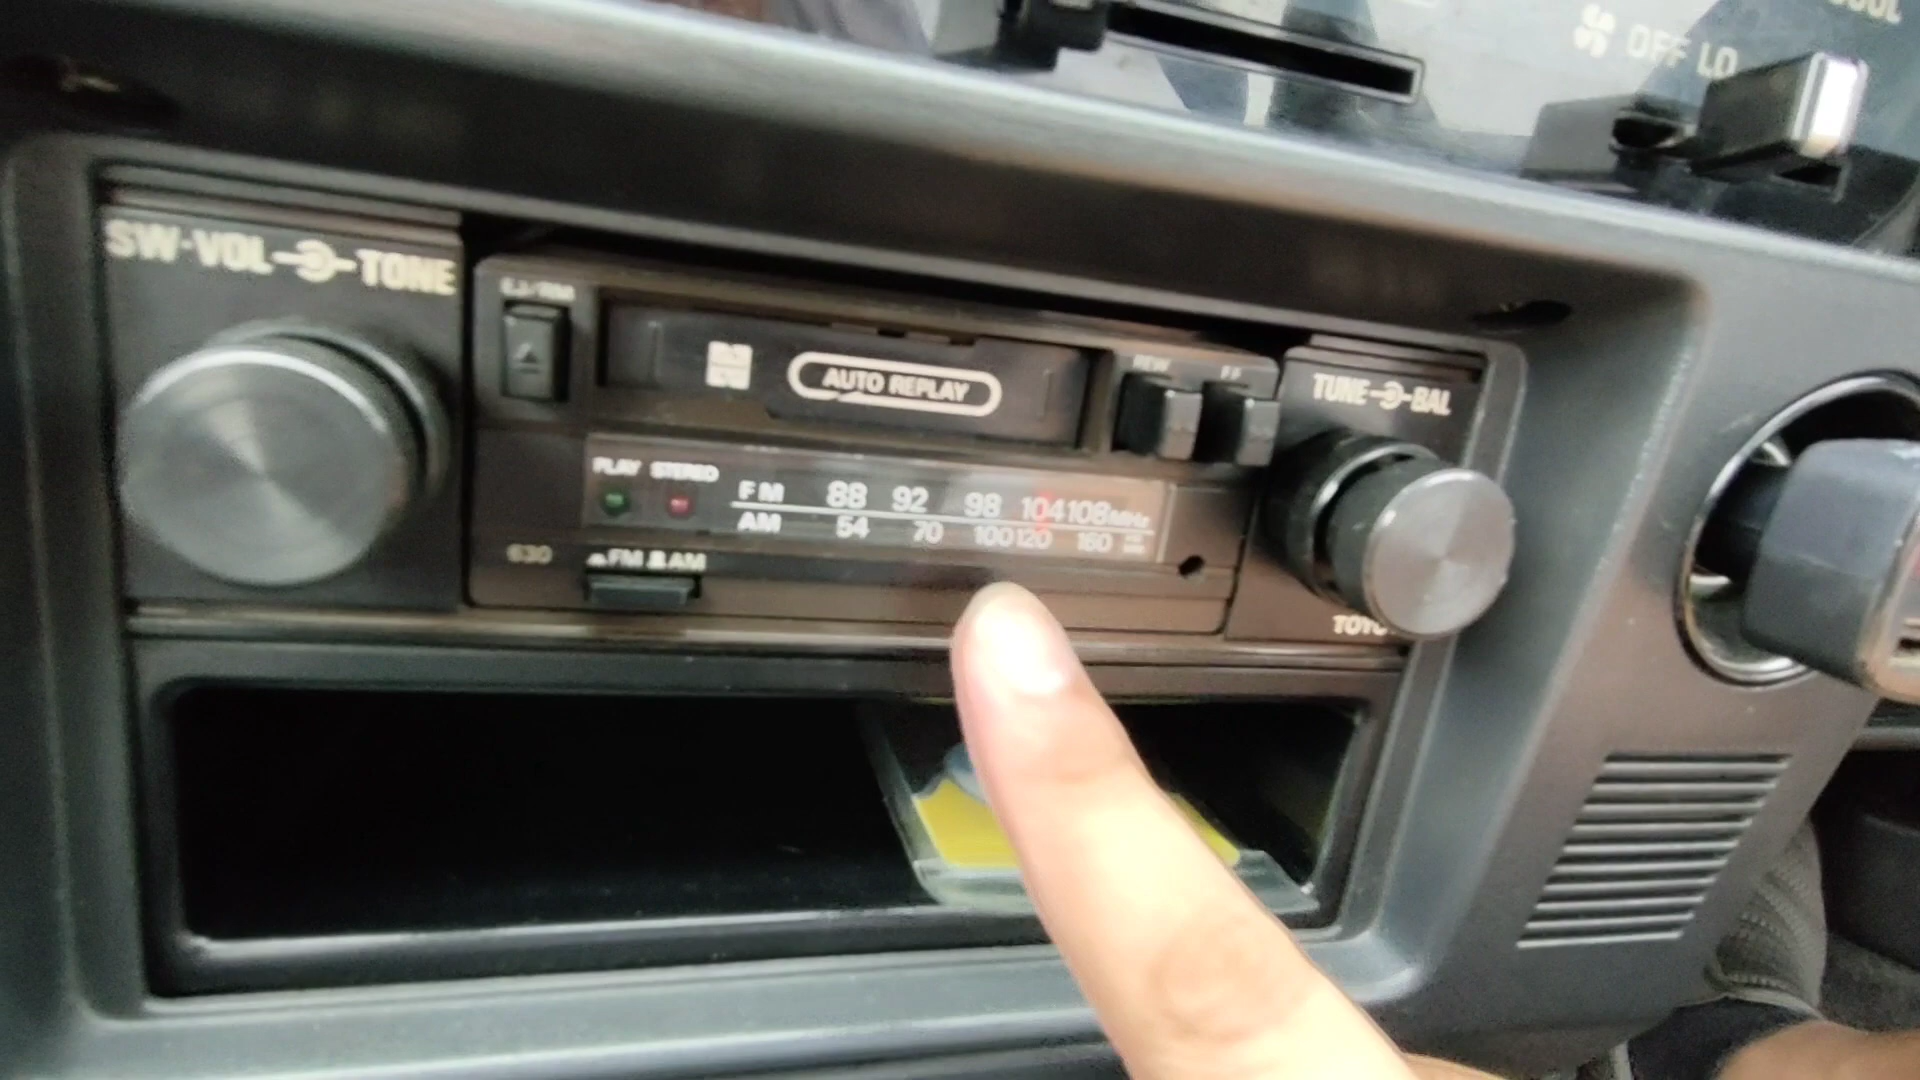 OFF LO
SW-VOL TONE
AUTO REPLAY
REW FF
TUNE BAL
PLAY STEREO
FM 88 92 98 104 108 MHz
AM 54 70 100 120 160
630
FM AM